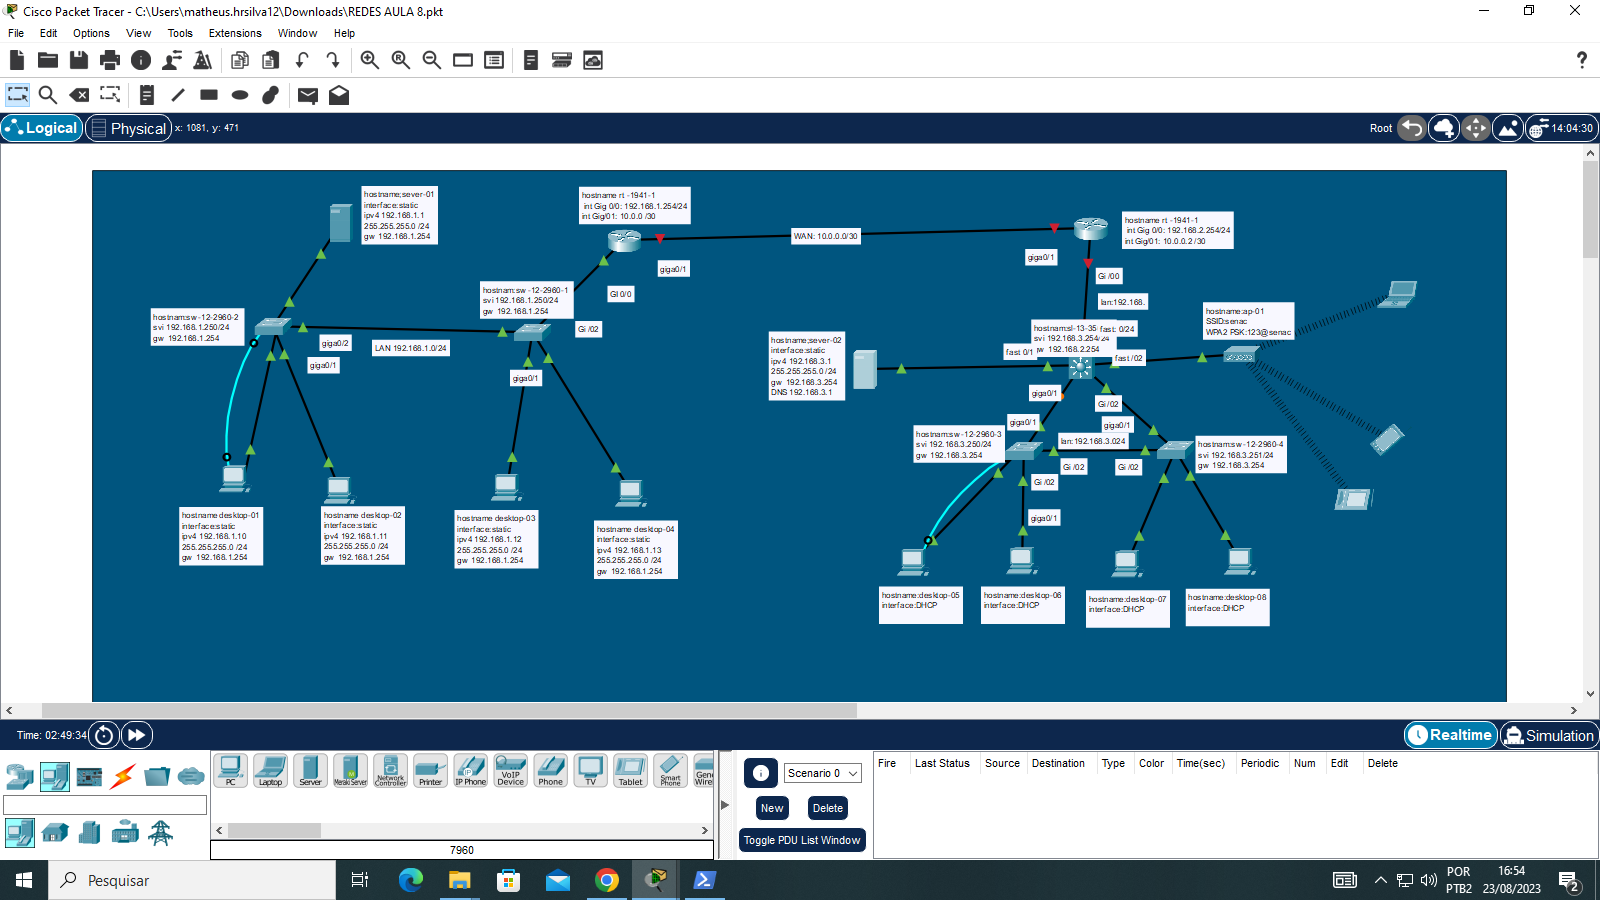 Cisco Packet Tracer - C:\Users\matheus.hrsilva12\Downloads\REDES AULA 8.pkt
File Edit Options View Tools Extensions Window Help
Logical Physical x: 1081, y: 471 Root 14:04:30
hostname;sever-01
interface:static
ipv4 192.168.1.1
255.255.255.0 /24
gw 192.168.1.254
hostname rt -1941-1
int Gig 0/0: 192.168.1.254/24
int Gig/01: 10.0.0 /30
WAN: 10.0.0.0/30
hostname rt -1941-1
int Gig 0/0: 192.168.2.254/24
int Gig/01: 10.0.0.2 /30
giga0/1
giga0/1
Gi /00
GI 0/0
lan:192.168.
hostnam:sw -12-2960-1
svi 192.168.1.250/24
gw 192.168.1.254
hostnam:sw -12-2960-2
svi 192.168.1.250/24
gw 192.168.1.254
Gi /02
giga0/2
LAN 192.168.1.0/24
giga0/1
giga0/1
hostname:ap-01
SSID:senac
WPA2 PSK:123@senac
hostnam:sl-13-35
svi 192.168.3.254/24
gw 192.168.2.254
fast: 0/24
fast 0/1
fast /02
hostname;sever-02
interface:static
ipv4 192.168.3.1
255.255.255.0 /24
gw 192.168.3.254
DNS 192.168.3.1
giga0/1
Gi /02
giga0/1
giga0/1
hostnam:sw -12-2960-3
svi 192.168.3.250/24
gw 192.168.3.254
lan:192.168.3.024
hostnam:sw -12-2960-4
svi 192.168.3.251/24
gw 192.168.3.254
Gi /02
Gi /02
Gi /02
giga0/1
hostname desktop-01
interface:static
ipv4 192.168.1.10
255.255.255.0 /24
gw 192.168.1.254
hostname desktop-02
interface:static
ipv4 192.168.1.11
255.255.255.0 /24
gw 192.168.1.254
hostname desktop-03
interface:static
ipv4 192.168.1.12
255.255.255.0 /24
gw 192.168.1.254
hostname desktop-04
interface:static
ipv4 192.168.1.13
255.255.255.0 /24
gw 192.168.1.254
hostname:desktop-05
interface:DHCP
hostname:desktop-06
interface:DHCP
hostname:desktop-07
interface:DHCP
hostname:desktop-08
interface:DHCP
Time: 02:49:34 Realtime Simulation
PC Laptop Server Meraki Server Network Controller Printer IP Phone VoIP Device Phone TV Tablet Smart Phone
7960
Scenario 0
New Delete
Toggle PDU List Window
Fire Last Status Source Destination Type Color Time(sec) Periodic Num Edit Delete
Pesquisar
POR
PTB2
16:54
23/08/2023
2